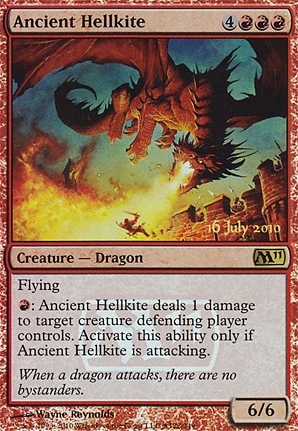 Ancient Hellkite 4
16 July 2010
Creature — Dragon M11
Flying
: Ancient Hellkite deals 1 damage
to target creature defending player
controls. Activate this ability only if
Ancient Hellkite is attacking.
When a dragon attacks, there are no
bystanders.
Wayne Reynolds
6/6